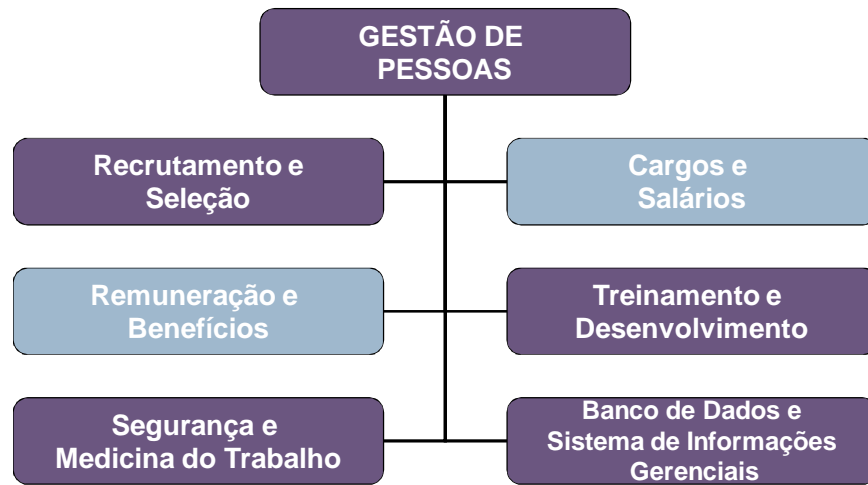 GESTÃO DE
PESSOAS
Recrutamento e
Seleção
Cargos e
Salários
Remuneração e
Benefícios
Treinamento e
Desenvolvimento
Segurança e
Medicina do Trabalho
Banco de Dados e
Sistema de Informações
Gerenciais